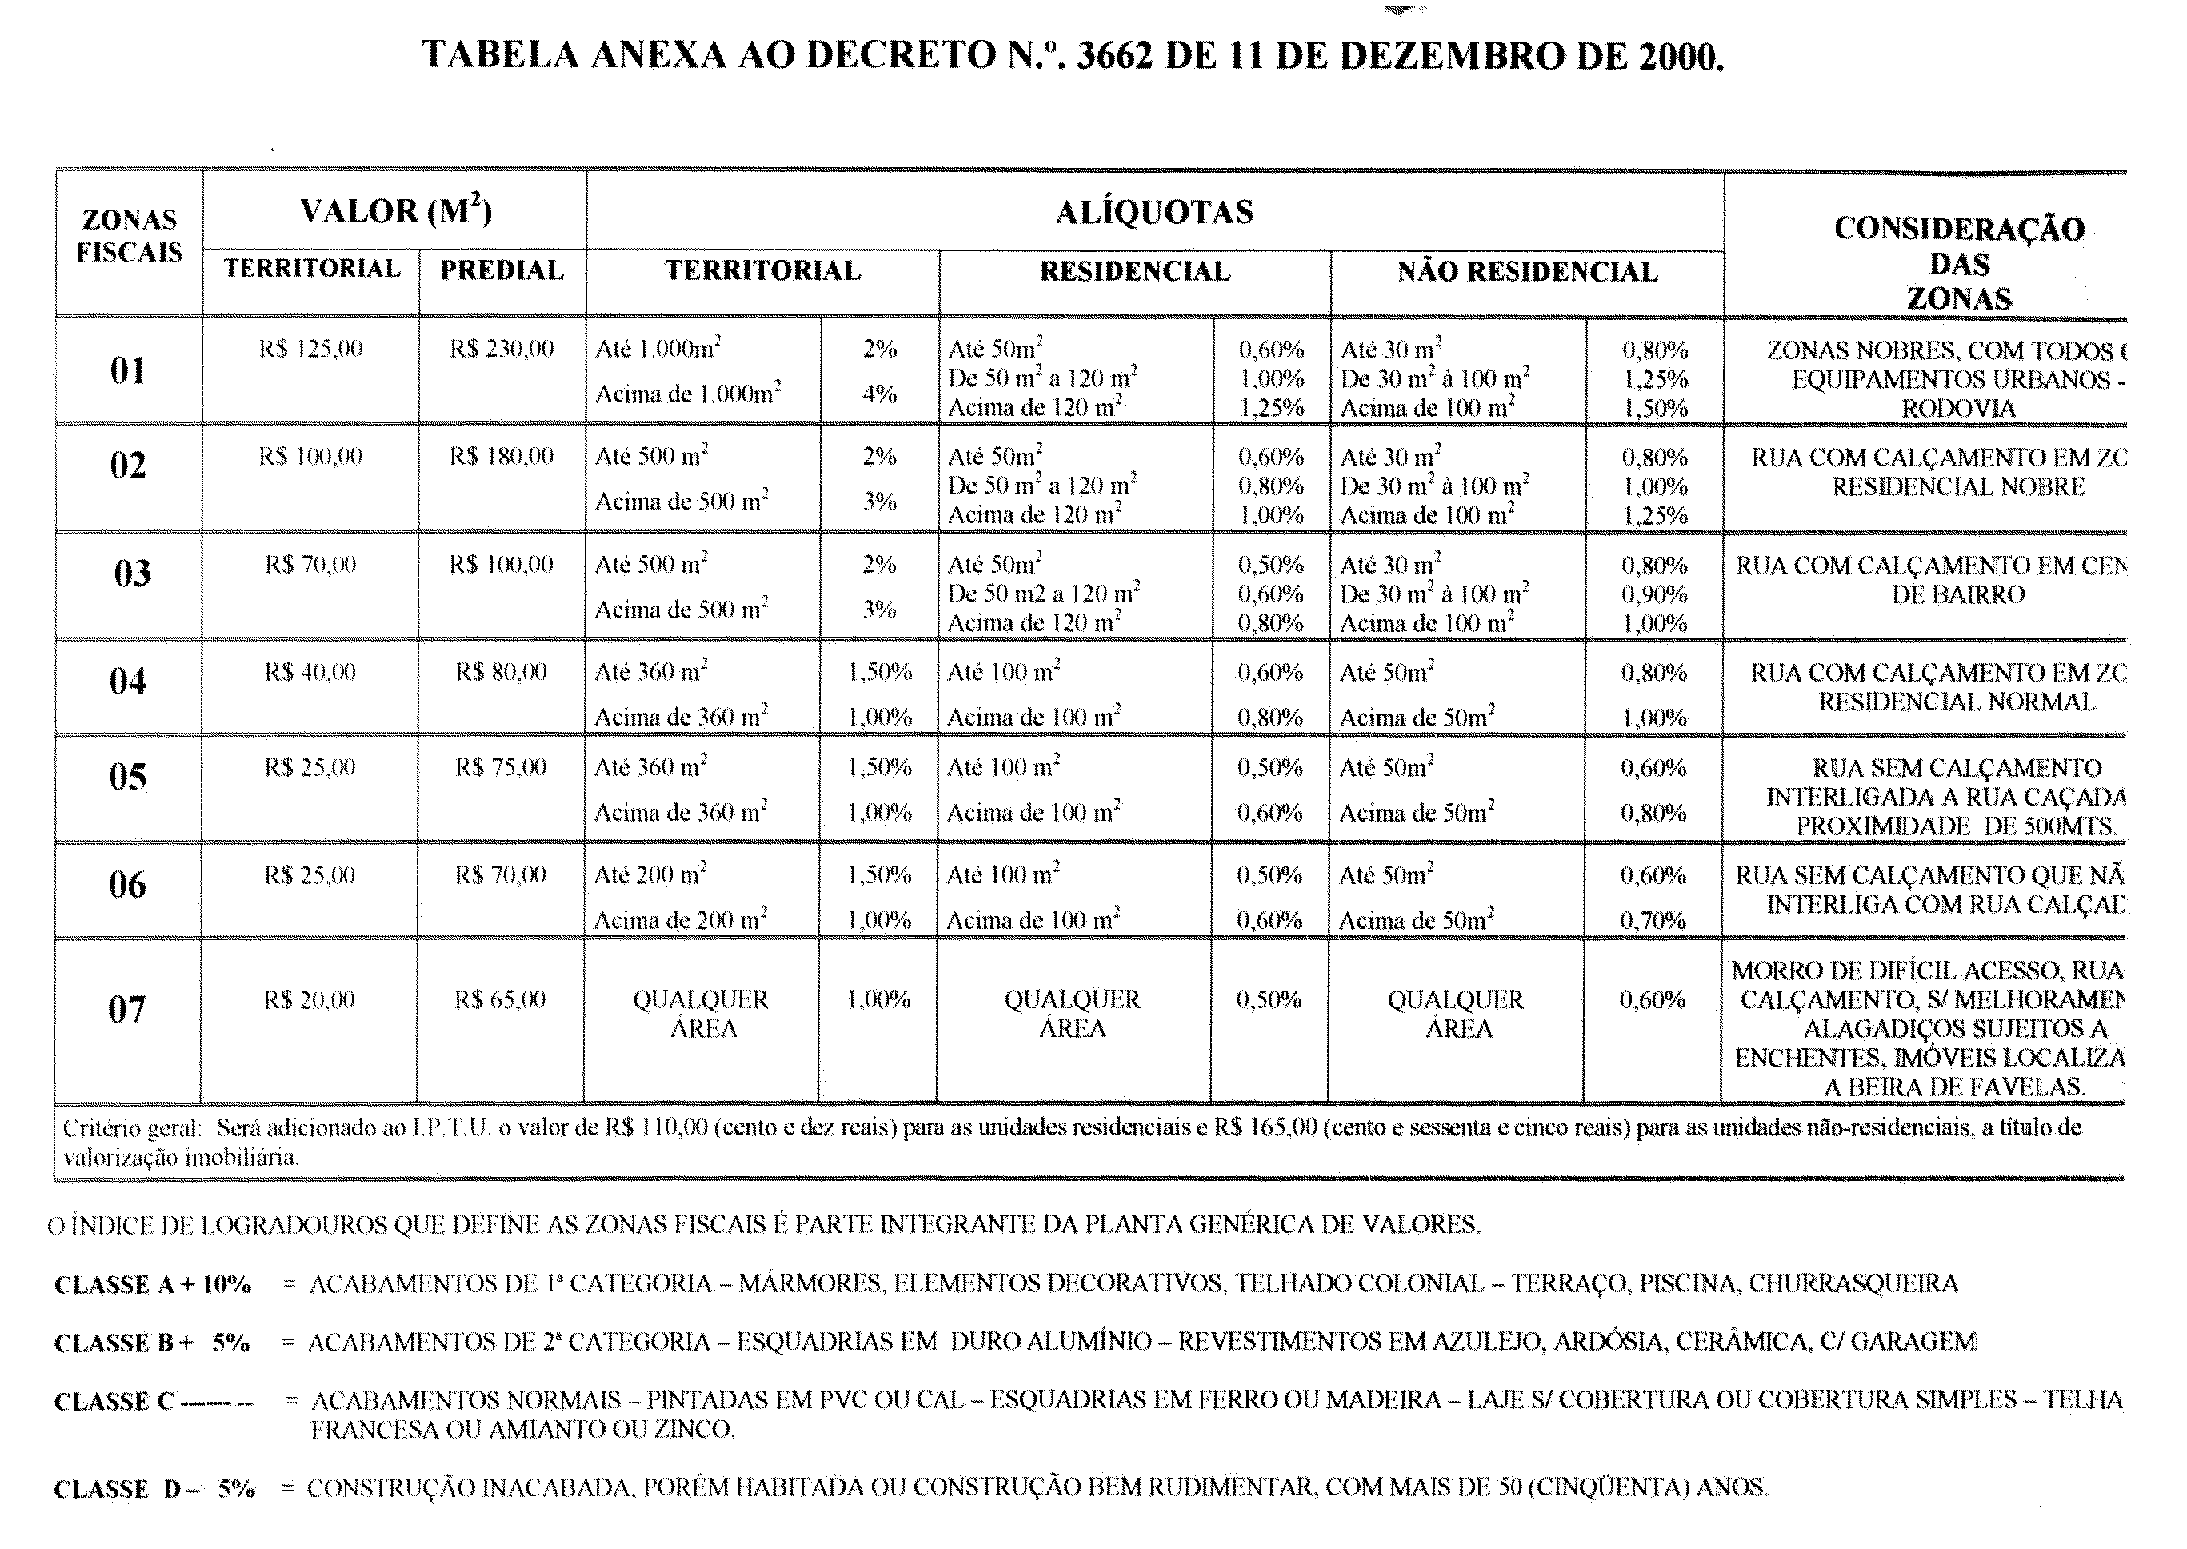 TABELA ANEXA AO DECRETO N.º. 3662 DE 11 DE DEZEMBRO DE 2000.
ZONAS FISCAIS VALOR (M²) ALÍQUOTAS CONSIDERAÇÃO DAS ZONAS
TERRITORIAL PREDIAL TERRITORIAL RESIDENCIAL NÃO RESIDENCIAL
01 R$ 125,00 R$ 230,00 Até 1.000m² 2% Até 50m² 0,60% Até 30 m² 0,80% ZONAS NOBRES, COM TODOS
De 50 m² a 120 m² 1,00% De 30 m² à 100 m² 1,25% EQUIPAMENTOS URBANOS -
Acima de 1.000m² 4% Acima de 120 m² 1,25% Acima de 100 m² 1,50% RODOVIA
02 R$ 100,00 R$ 180,00 Até 500 m² 2% Até 50m² 0,60% Até 30 m² 0,80% RUA COM CALÇAMENTO EM ZO
De 50 m² a 120 m² 0,80% De 30 m² à 100 m² 1,00% RESIDENCIAL NOBRE
Acima de 500 m² 3% Acima de 120 m² 1,00% Acima de 100 m² 1,25%
03 R$ 70,00 R$ 100,00 Até 500 m² 2% Até 50m² 0,50% Até 30 m² 0,80% RUA COM CALÇAMENTO EM CEN
De 50 m2 a 120 m² 0,60% De 30 m² à 100 m² 0,90% DE BAIRRO
Acima de 500 m² 3% Acima de 120 m² 0,80% Acima de 100 m² 1,00%
04 R$ 40,00 R$ 80,00 Até 360 m² 1,50% Até 100 m² 0,60% Até 50m² 0,80% RUA COM CALÇAMENTO EM ZO
Acima de 360 m² 1,00% Acima de 100 m² 0,80% Acima de 50m² 1,00% RESIDENCIAL NORMAL
05 R$ 25,00 R$ 75,00 Até 360 m² 1,50% Até 100 m² 0,50% Até 50m² 0,60% RUA SEM CALÇAMENTO
INTERLIGADA A RUA CAÇADA
Acima de 360 m² 1,00% Acima de 100 m² 0,60% Acima de 50m² 0,80% PROXIMIDADE DE 500MTS.
06 R$ 25,00 R$ 70,00 Até 200 m² 1,50% Até 100 m² 0,50% Até 50m² 0,60% RUA SEM CALÇAMENTO QUE NÃ
Acima de 200 m² 1,00% Acima de 100 m² 0,60% Acima de 50m² 0,70% INTERLIGA COM RUA CALÇAD
MORRO DE DIFÍCIL ACESSO, RUA
07 R$ 20,00 R$ 65,00 QUALQUER 1,00% QUALQUER 0,50% QUALQUER 0,60% CALÇAMENTO, S/ MELHORAMEN
ÁREA ÁREA ÁREA ALAGADIÇOS SUJEITOS A
ENCHENTES, IMÓVEIS LOCALIZA
A BEIRA DE FAVELAS.
Critério geral: Será adicionado ao I.P.T.U. o valor de R$ 110,00 (cento e dez reais) para as unidades residenciais e R$ 165,00 (cento e sessenta e cinco reais) para as unidades não-residenciais, a título de
valorização imobiliária.
O ÍNDICE DE LOGRADOUROS QUE DEFINE AS ZONAS FISCAIS É PARTE INTEGRANTE DA PLANTA GENÉRICA DE VALORES.
CLASSE A + 10% = ACABAMENTOS DE 1ª CATEGORIA – MÁRMORES, ELEMENTOS DECORATIVOS, TELHADO COLONIAL – TERRAÇO, PISCINA, CHURRASQUEIRA
CLASSE B + 5% = ACABAMENTOS DE 2ª CATEGORIA – ESQUADRIAS EM DURO ALUMÍNIO – REVESTIMENTOS EM AZULEJO, ARDÓSIA, CERÂMICA, C/ GARAGEM
CLASSE C ------- = ACABAMENTOS NORMAIS – PINTADAS EM PVC OU CAL – ESQUADRIAS EM FERRO OU MADEIRA – LAJE S/ COBERTURA OU COBERTURA SIMPLES – TELHA
FRANCESA OU AMIANTO OU ZINCO.
CLASSE D – 5% = CONSTRUÇÃO INACABADA, PORÉM HABITADA OU CONSTRUÇÃO BEM RUDIMENTAR, COM MAIS DE 50 (CINQÜENTA) ANOS.